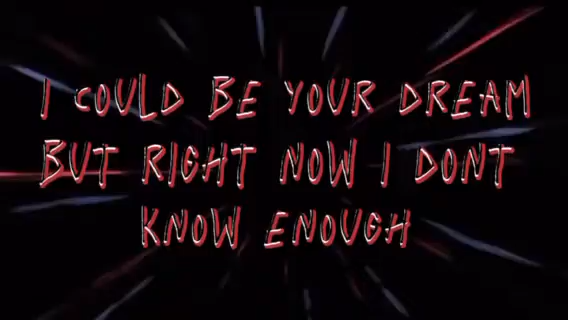 I COULD BE YOUR DREAM
BUT RIGHT NOW I DONT
KNOW ENOUGH